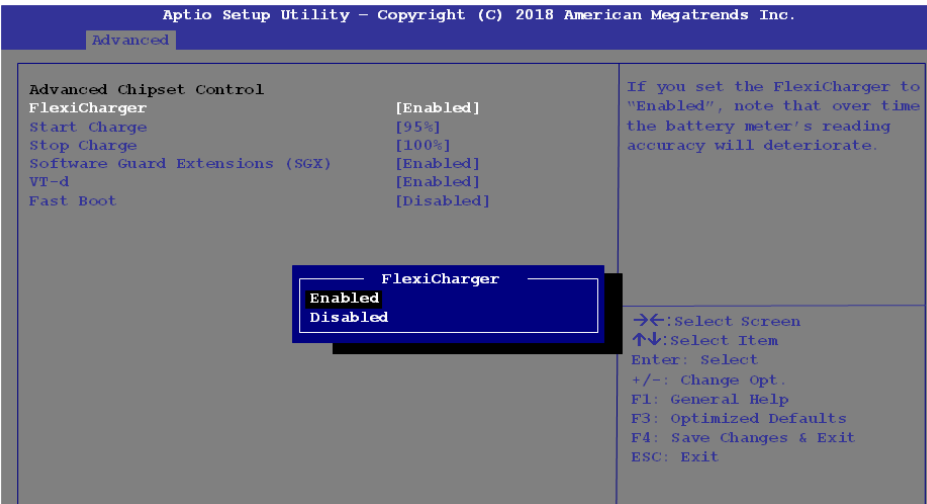 Aptio Setup Utility – Copyright (C) 2018 American Megatrends Inc.
Advanced
Advanced Chipset Control
FlexiCharger [Enabled]
Start Charge [95%]
Stop Charge [100%]
Software Guard Extensions (SGX) [Enabled]
VT-d [Enabled]
Fast Boot [Disabled]
If you set the FlexiCharger to
"Enabled", note that over time
the battery meter's reading
accuracy will deteriorate.
FlexiCharger
Enabled
Disabled
→←:Select Screen
↑↓:Select Item
Enter: Select
+/-: Change Opt.
F1: General Help
F3: Optimized Defaults
F4: Save Changes & Exit
ESC: Exit